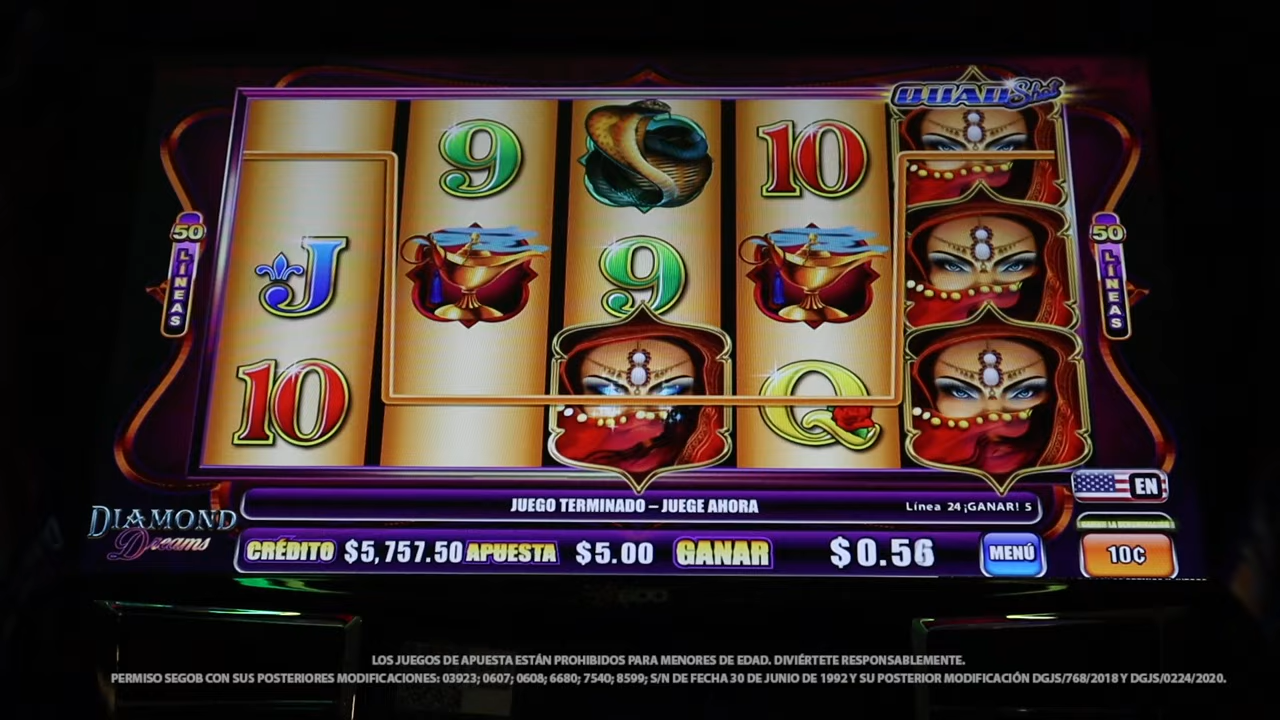 QUAD Shot
9
10
50 LÍNEAS
50 LÍNEAS
J
9
10
Q
JUEGO TERMINADO – JUEGE AHORA
Línea 24 ¡GANAR! 5
EN
DIAMOND
Dreams
CRÉDITO $5,757.50 APUESTA $5.00 GANAR $0.56
MENÚ
10¢
LOS JUEGOS DE APUESTA ESTÁN PROHIBIDOS PARA MENORES DE EDAD. DIVIÉRTETE RESPONSABLEMENTE.
PERMISO SEGOB CON SUS POSTERIORES MODIFICACIONES: 03923; 0607; 0608; 6680; 7540; 8599; S/N DE FECHA 30 DE JUNIO DE 1992 Y SU POSTERIOR MODIFICACIÓN DGJS/768/2018 Y DGJS/0224/2020.